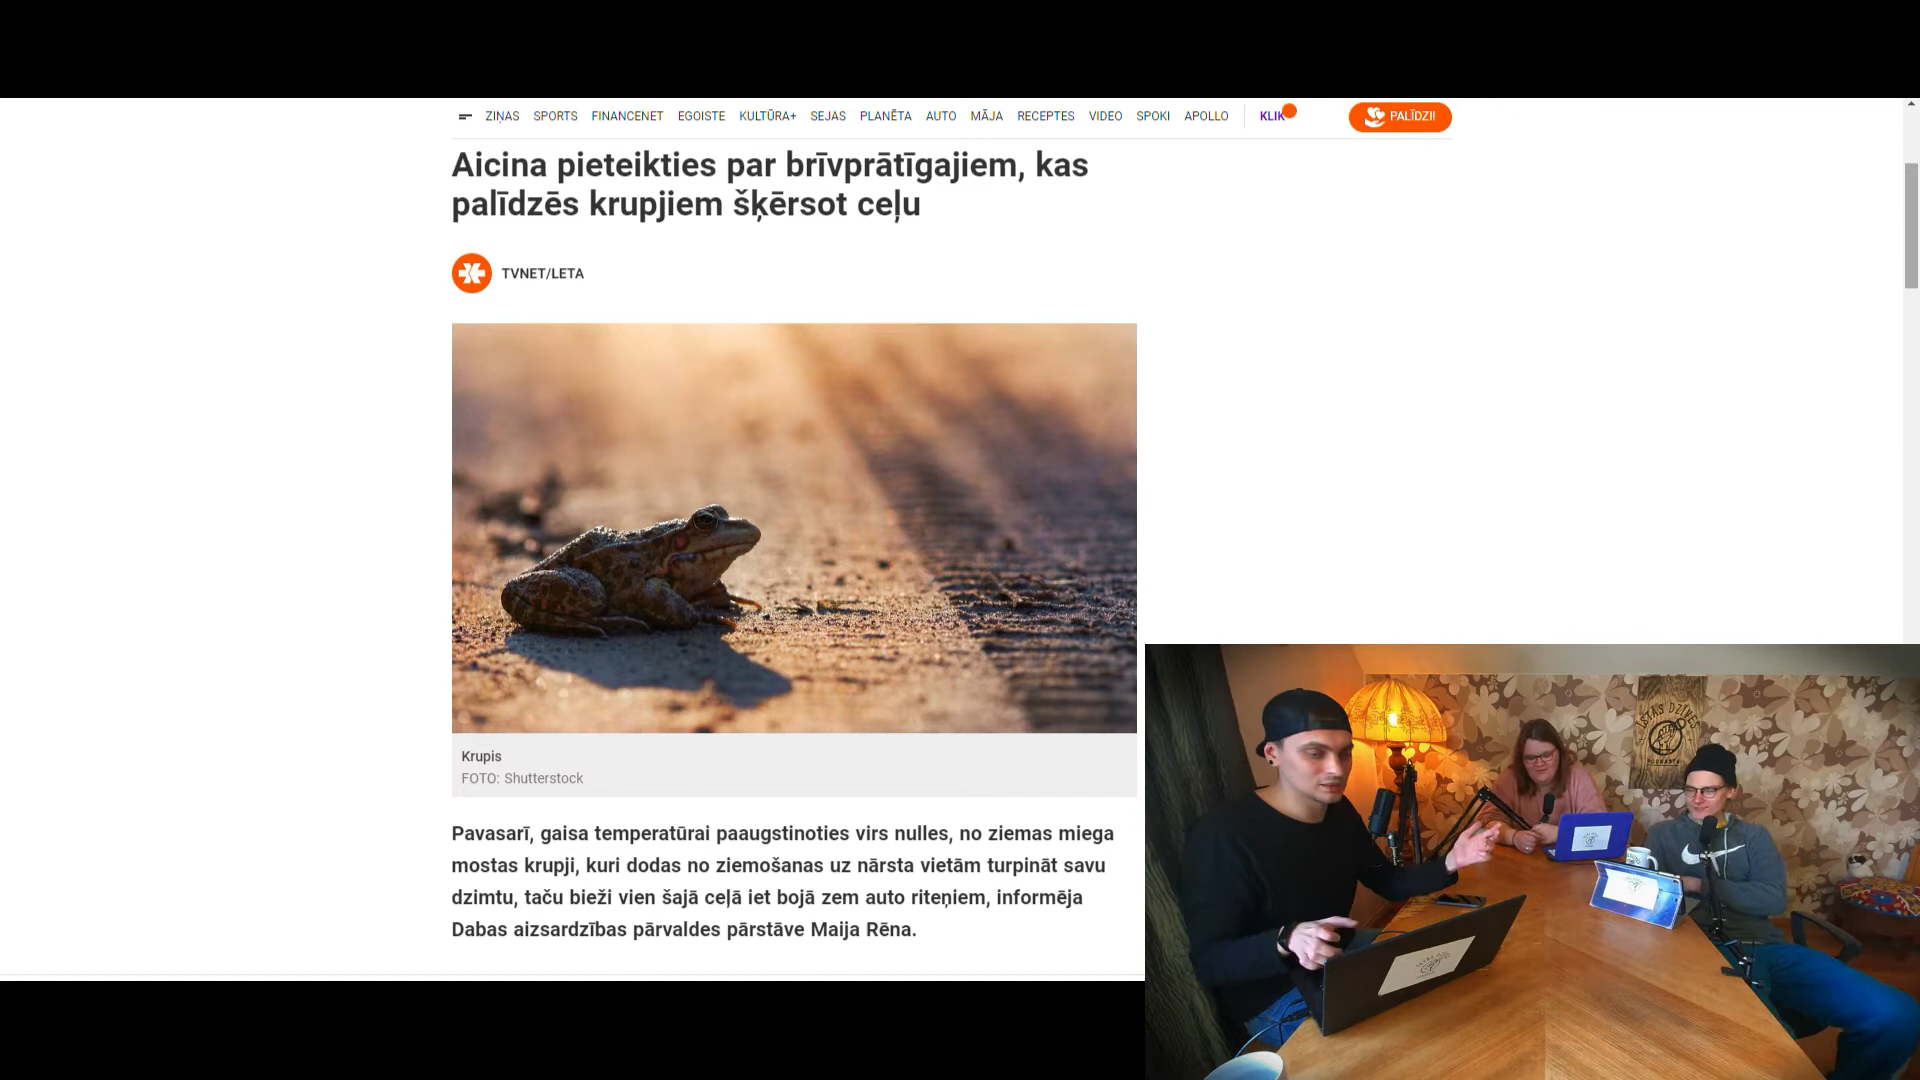 ZIŅAS SPORTS FINANCENET EGOISTE KULTŪRA+ SEJAS PLANĒTA AUTO MĀJA RECEPTES VIDEO SPOKI APOLLO KLIK PALĪDZI!
Aicina pieteikties par brīvprātīgajiem, kas
palīdzēs krupjiem šķērsot ceļu
TVNET/LETA
Krupis
FOTO: Shutterstock
Pavasarī, gaisa temperatūrai paaugstinoties virs nulles, no ziemas miega
mostas krupji, kuri dodas no ziemošanas uz nārsta vietām turpināt savu
dzimtu, taču bieži vien šajā ceļā iet bojā zem auto riteņiem, informēja
Dabas aizsardzības pārvaldes pārstāve Maija Rēna.
ĪSTĀS DZĪVES
PODKĀSTS